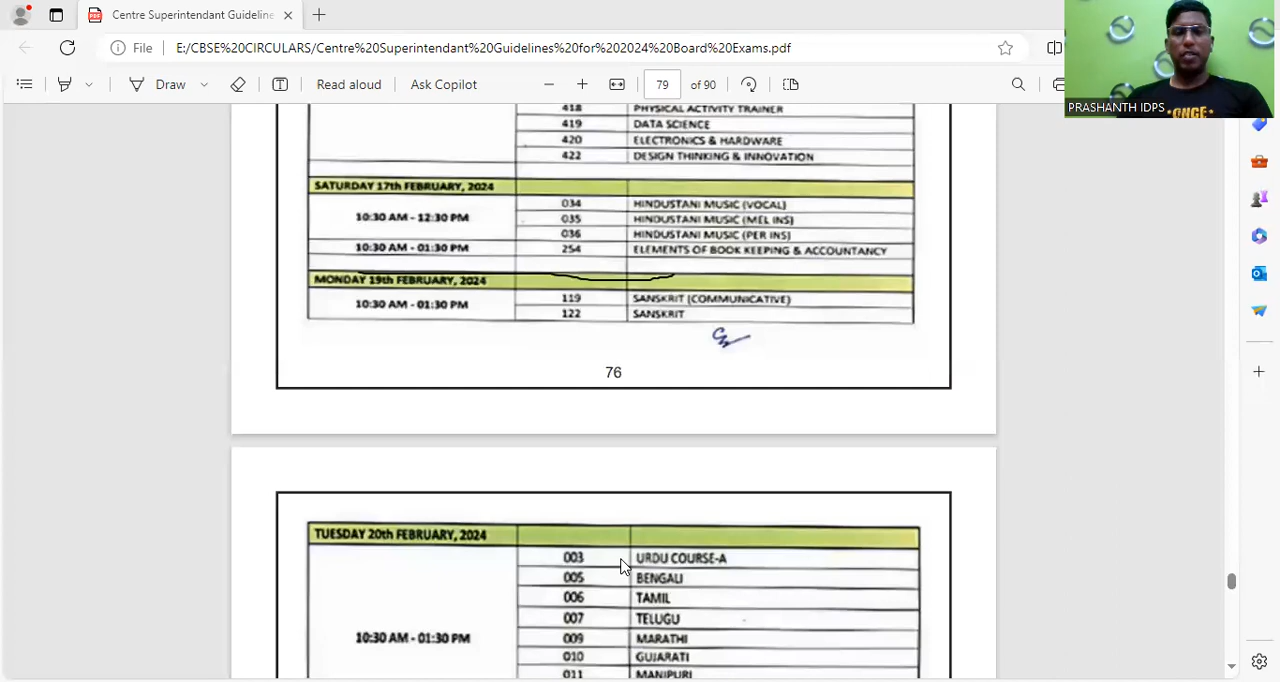 Centre Superintendant Guideline
File
E:/CBSE%20CIRCULARS/Centre%20Superintendant%20Guidelines%20for%202024%20Board%20Exams.pdf
Draw
Read aloud
Ask Copilot
79 of 90
PRASHANTH IDPS
ONCE
418 PHYSICAL ACTIVITY TRAINER
419 DATA SCIENCE
420 ELECTRONICS & HARDWARE
422 DESIGN THINKING & INNOVATION
SATURDAY 17th FEBRUARY, 2024
10:30 AM - 12:30 PM
034 HINDUSTANI MUSIC (VOCAL)
035 HINDUSTANI MUSIC (MEL INS)
036 HINDUSTANI MUSIC (PER INS)
10:30 AM - 01:30 PM 254 ELEMENTS OF BOOK KEEPING & ACCOUNTANCY
MONDAY 19th FEBRUARY, 2024
10:30 AM - 01:30 PM
119 SANSKRIT (COMMUNICATIVE)
122 SANSKRIT
76
TUESDAY 20th FEBRUARY, 2024
10:30 AM - 01:30 PM
003 URDU COURSE-A
005 BENGALI
006 TAMIL
007 TELUGU
009 MARATHI
010 GUJARATI
011 MANIPURI